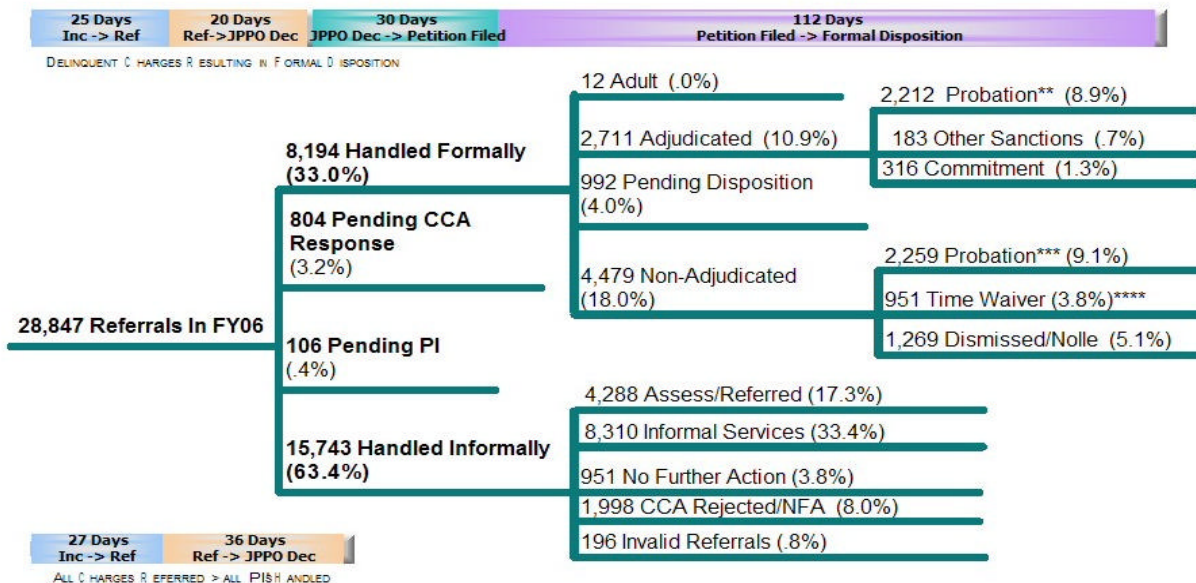 25 Days
Inc -> Ref
20 Days
Ref->JPPO Dec
30 Days
JPPO Dec -> Petition Filed
112 Days
Petition Filed -> Formal Disposition
DELINQUENT CHARGES RESULTING IN FORMAL DISPOSITION
12 Adult (.0%)
2,212 Probation** (8.9%)
2,711 Adjudicated (10.9%)
183 Other Sanctions (.7%)
316 Commitment (1.3%)
8,194 Handled Formally
(33.0%)
992 Pending Disposition
(4.0%)
804 Pending CCA
Response
(3.2%)
4,479 Non-Adjudicated
(18.0%)
2,259 Probation*** (9.1%)
951 Time Waiver (3.8%)****
1,269 Dismissed/Nolle (5.1%)
28,847 Referrals In FY06
106 Pending PI
(.4%)
15,743 Handled Informally
(63.4%)
4,288 Assess/Referred (17.3%)
8,310 Informal Services (33.4%)
951 No Further Action (3.8%)
1,998 CCA Rejected/NFA (8.0%)
196 Invalid Referrals (.8%)
27 Days
Inc -> Ref
36 Days
Ref -> JPPO Dec
ALL CHARGES REFERRED > ALL PIS HANDLED